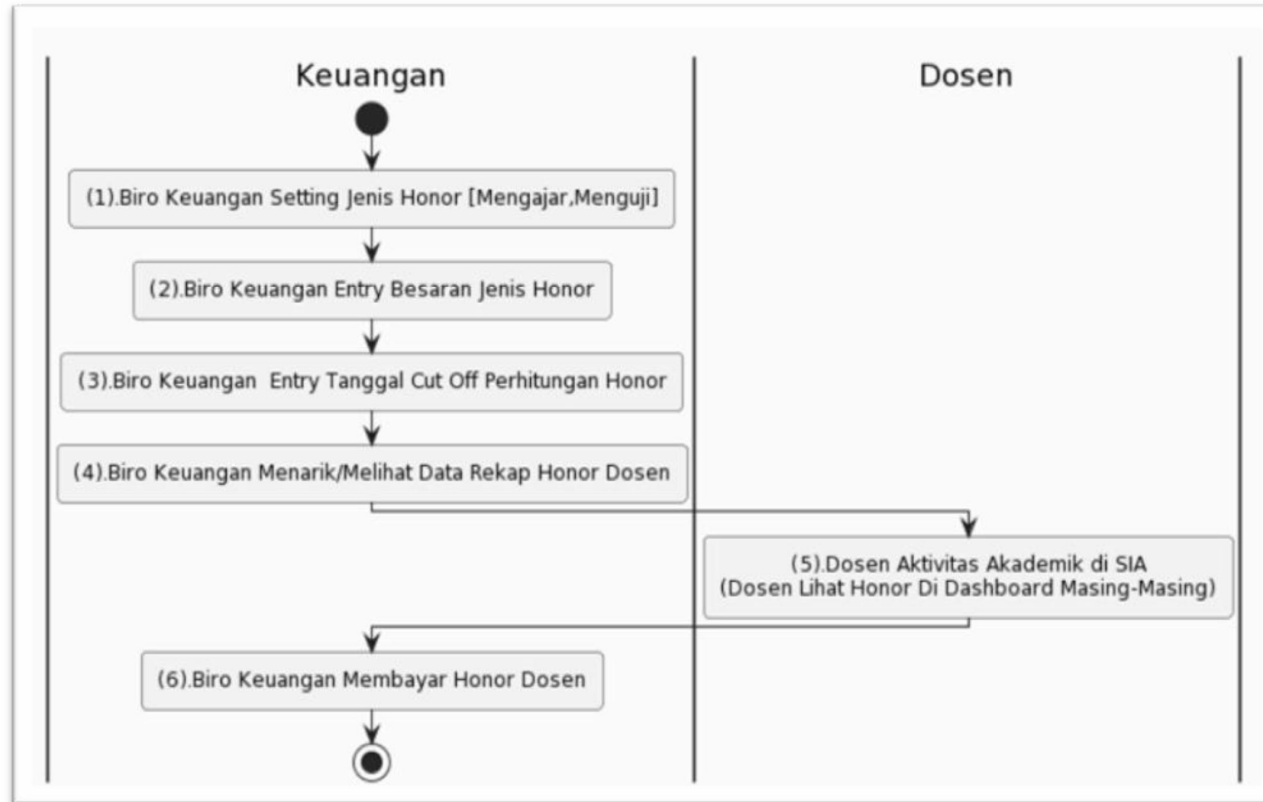 Keuangan
Dosen
(1).Biro Keuangan Setting Jenis Honor [Mengajar,Menguji]
(2).Biro Keuangan Entry Besaran Jenis Honor
(3).Biro Keuangan  Entry Tanggal Cut Off Perhitungan Honor
(4).Biro Keuangan Menarik/Melihat Data Rekap Honor Dosen
(5).Dosen Aktivitas Akademik di SIA
(Dosen Lihat Honor Di Dashboard Masing-Masing)
(6).Biro Keuangan Membayar Honor Dosen